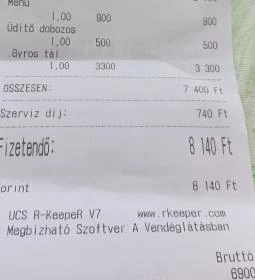 Menü
1,00 900 900
Üdítő dobozos
1,00 500 500
Gyros tál
1,00 3300 3 300
ÖSSZESEN: 7 400 Ft
Szerviz díj: 740 Ft
Fizetendő: 8 140 Ft
orint 8 140 Ft
UCS R-KeepeR V7 www.rkeeper.com
Megbízható Szoftver A Vendéglátásban
Bruttó
6900